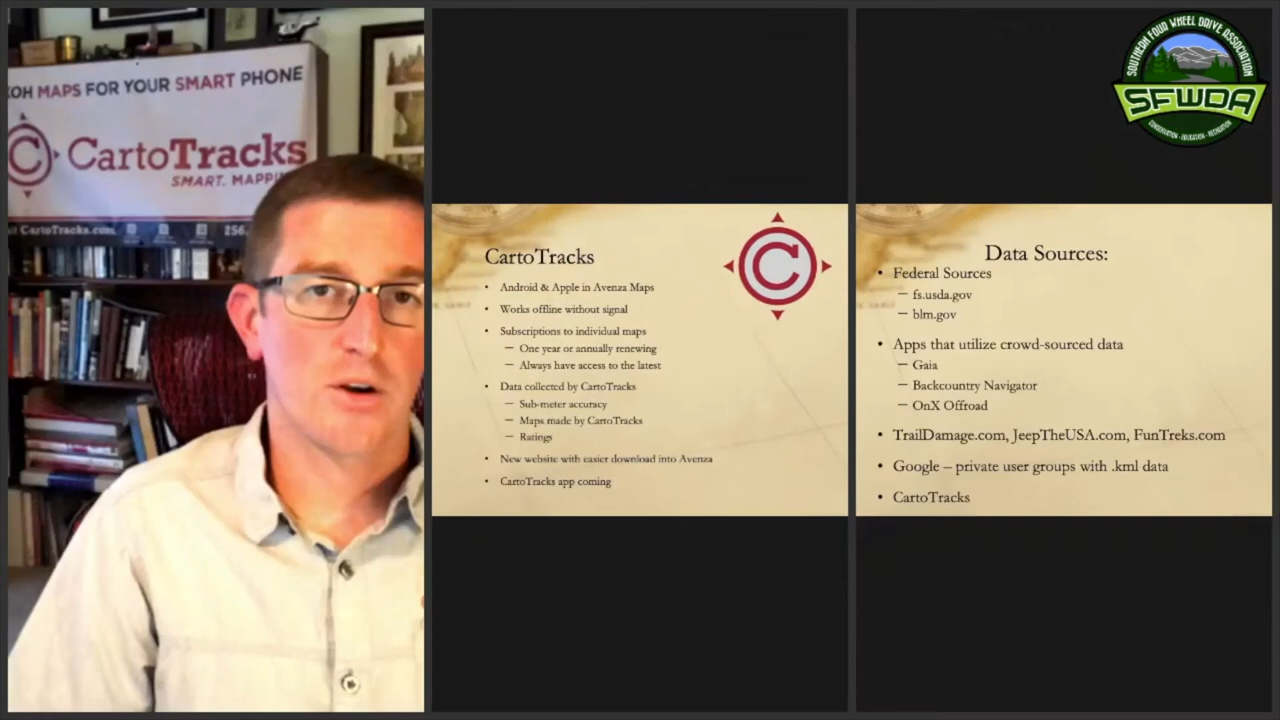 KOH MAPS FOR YOUR SMART PHONE
C CartoTracks
SMART. MAPPIN
CartoTracks.com
256.
CartoTracks
C
• Android & Apple in Avenza Maps
• Works offline without signal
• Subscriptions to individual maps
– One year or annually renewing
– Always have access to the latest
• Data collected by CartoTracks
– Sub-meter accuracy
– Maps made by CartoTracks
– Ratings
• New website with easier download into Avenza
• CartoTracks app coming
SOUTHERN FOUR WHEEL DRIVE ASSOCIATION
SFWDA
CONSERVATION - EDUCATION - RECREATION
Data Sources:
• Federal Sources
– fs.usda.gov
– blm.gov
• Apps that utilize crowd-sourced data
– Gaia
– Backcountry Navigator
– OnX Offroad
• TrailDamage.com, JeepTheUSA.com, FunTreks.com
• Google – private user groups with .kml data
• CartoTracks